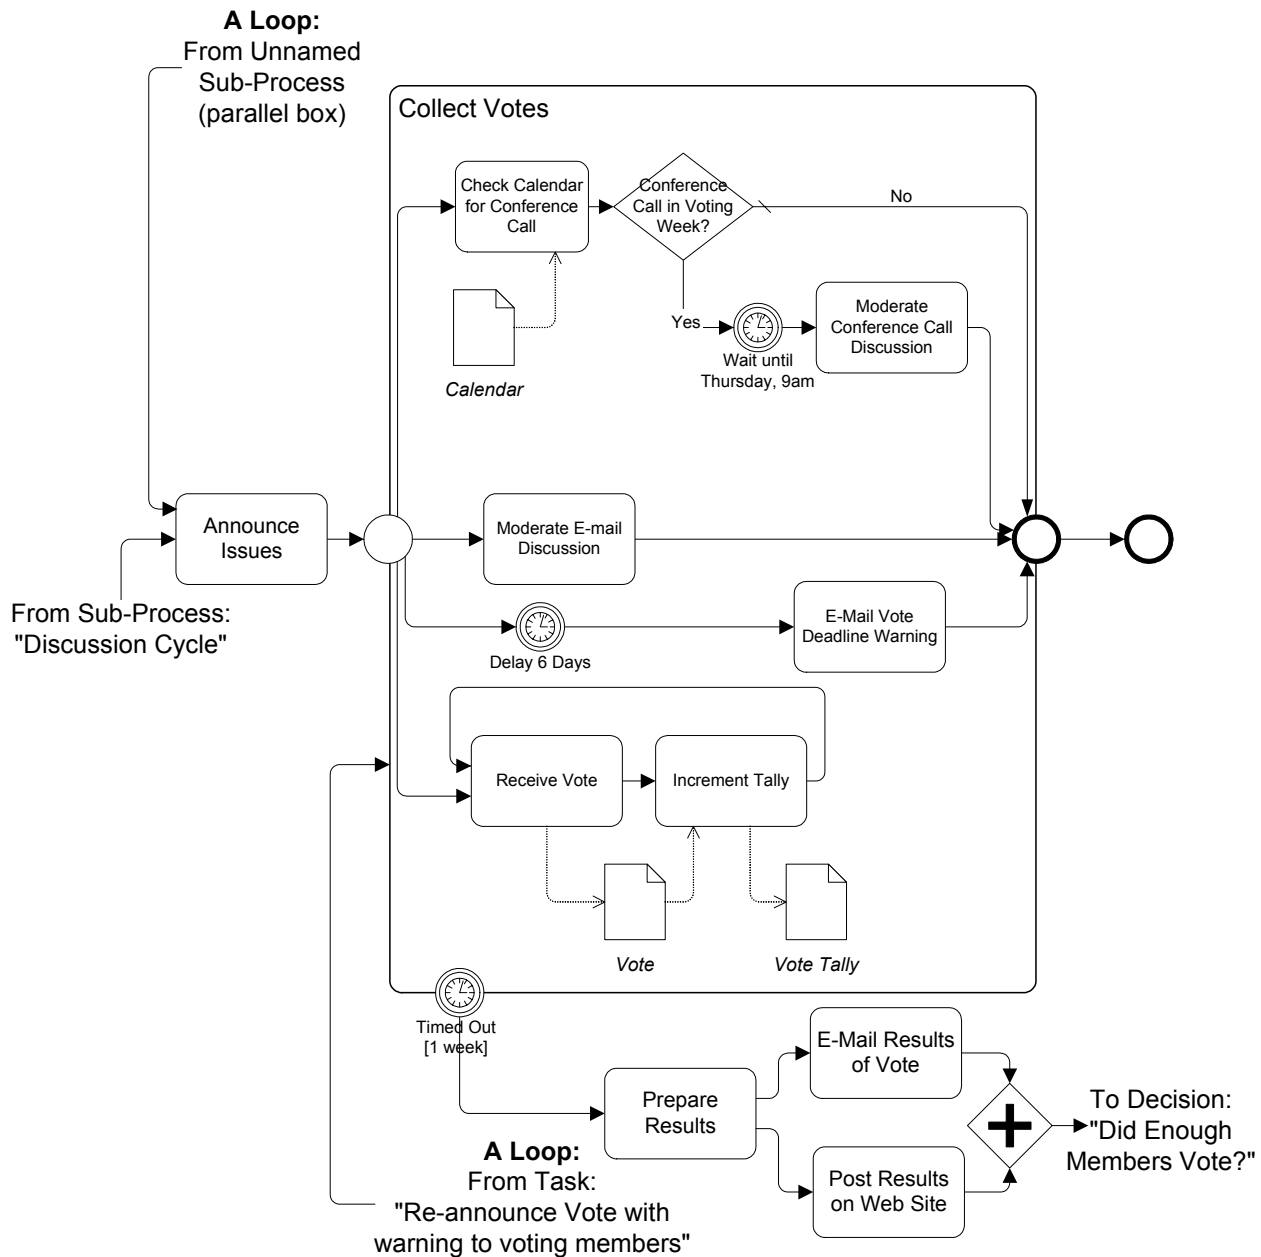 A Loop:
From Unnamed
Sub-Process
(parallel box)
Collect Votes
Check Calendar
for Conference
Call
Conference
Call in Voting
Week?
No
Yes
Wait until
Thursday, 9am
Moderate
Conference Call
Discussion
Calendar
Announce
Issues
Moderate E-mail
Discussion
From Sub-Process:
"Discussion Cycle"
Delay 6 Days
E-Mail Vote
Deadline Warning
Receive Vote
Increment Tally
Vote
Vote Tally
Timed Out
[1 week]
Prepare
Results
E-Mail Results
of Vote
Post Results
on Web Site
To Decision:
"Did Enough
Members Vote?"
A Loop:
From Task:
"Re-announce Vote with
warning to voting members"